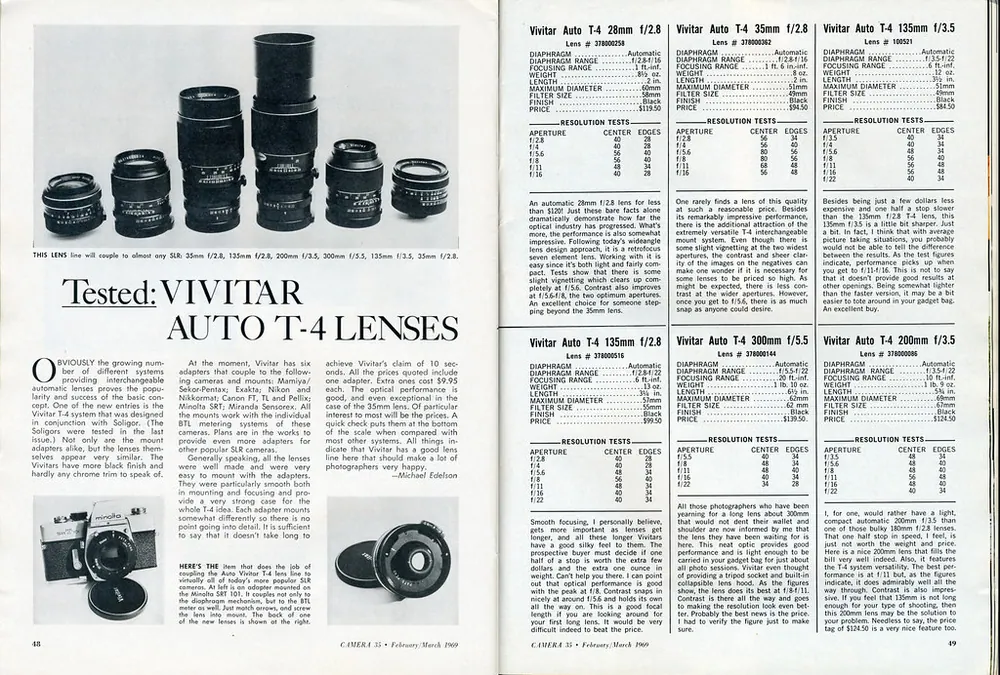 THIS LENS line will couple to almost any SLR: 35mm f/2.8, 135mm f/2.8, 200mm f/3.5, 300mm f/5.5, 135mm f/3.5, 35mm f/2.8.
Tested: VIVITAR
AUTO T-4 LENSES
OBVIOUSLY the growing num-
ber of different systems
providing interchangeable
automatic lenses proves the popu-
larity and success of the basic con-
cept. One of the new entries is the
Vivitar T-4 system that was designed
in conjunction with Soligor. (The
Soligors were tested in the last
issue.) Not only are the mount
adapters alike, but the lenses them-
selves appear very similar. The
Vivitars have more black finish and
hardly any chrome trim to speak of.
At the moment, Vivitar has six
adapters that couple to the follow-
ing cameras and mounts: Mamiya/
Sekor-Pentax; Exakta; Nikon and
Nikkormat; Canon FT, TL and Pellix;
Minolta SRT; Miranda Sensorex. All
the mounts work with the individual
BTL metering systems of these
cameras. Plans are in the works to
provide even more adapters for
other popular SLR cameras.
Generally speaking, all the lenses
were well made and were very
easy to mount with the adapters.
They were particularly smooth both
in mounting and focusing and pro-
vide a very strong case for the
whole T-4 idea. Each adapter mounts
somewhat differently so there is no
point going into detail. It is sufficient
to say that it doesn't take long to
achieve Vivitar's claim of 10 sec-
onds. All the prices quoted include
one adapter. Extra ones cost $9.95
each. The optical performance is
good, and even exceptional in the
case of the 35mm lens. Of particular
interest to most will be the prices. A
quick check puts them at the bottom
of the scale when compared with
most other systems. All things in-
dicate that Vivitar has a good lens
line here that should make a lot of
photographers very happy.
—Michael Edelson
minolta
HERE'S THE item that does the job of
coupling the Auto Vivitar T-4 lens line to
virtually all of today's more popular SLR
cameras. At left is an adapter mounted on
the Minolta SRT 101. It couples not only
to the diaphragm mechanism, but to the BTL
meter as well. Just match arrows, and screw
the lens into mount. The back of one
of the new lenses is shown at the right.
48
CAMERA 35 • February/March 1969
Vivitar Auto T-4 28mm f/2.8
Lens # 378000258
DIAPHRAGM Automatic
DIAPHRAGM RANGE f/2.8-f/16
FOCUSING RANGE 1 ft.-inf.
WEIGHT 8½ oz.
LENGTH 2 in.
MAXIMUM DIAMETER 60mm
FILTER SIZE 58mm
FINISH Black
PRICE $119.50
RESOLUTION TESTS
APERTURE CENTER EDGES
f/2.8 40 28
f/4 40 28
f/5.6 56 40
f/8 56 40
f/11 48 34
f/16 40 28
An automatic 28mm f/2.8 lens for less
than $120! Just these bare facts alone
dramatically demonstrate how far the
optical industry has progressed. What's
more, the performance is also somewhat
impressive. Following today's wideangle
lens design approach, it is a retrofocus
seven element lens. Working with it is
easy since it's both light and fairly com-
pact. Tests show that there is some
slight vignetting which clears up com-
pletely at f/5.6. Contrast also improves
at f/5.6-f/8, the two optimum apertures.
An excellent choice for someone step-
ping beyond the 35mm lens.
Vivitar Auto T-4 35mm f/2.8
Lens # 378000362
DIAPHRAGM Automatic
DIAPHRAGM RANGE f/2.8-f/16
FOCUSING RANGE 1 ft. 6 in.-inf.
WEIGHT 8 oz.
LENGTH 2 in.
MAXIMUM DIAMETER 51mm
FILTER SIZE 49mm
FINISH Black
PRICE $94.50
RESOLUTION TESTS
APERTURE CENTER EDGES
f/2.8 56 34
f/4 56 40
f/5.6 80 56
f/8 80 56
f/11 68 48
f/16 56 48
One rarely finds a lens of this quality
at such a reasonable price. Besides
its remarkably impressive performance,
there is the additional attraction of the
extremely versatile T-4 interchangeable
mount system. Even though there is
some slight vignetting at the two widest
apertures, the contrast and sheer clar-
ity of the images on the negatives can
make one wonder if it is necessary for
some lenses to be priced so high. As
might be expected, there is less con-
trast at the wider apertures. However,
once you get to f/5.6, there is as much
snap as anyone could desire.
Vivitar Auto T-4 135mm f/3.5
Lens # 100521
DIAPHRAGM Automatic
DIAPHRAGM RANGE f/3.5-f/22
FOCUSING RANGE 6 ft.-inf.
WEIGHT 12 oz.
LENGTH 3½ in.
MAXIMUM DIAMETER 51mm
FILTER SIZE 49mm
FINISH Black
PRICE $84.50
RESOLUTION TESTS
APERTURE CENTER EDGES
f/3.5 40 34
f/4 40 34
f/5.6 48 34
f/8 56 40
f/11 56 48
f/16 56 48
f/22 40 34
Besides being just a few dollars less
expensive and one half a stop slower
than the 135mm f/2.8 T-4 lens, this
135mm f/3.5 is a little bit sharper. Just
a bit. In fact, I think that with average
picture taking situations, you probably
would not be able to tell the difference
between the results. As the test figures
indicate, performance picks up when
you get to f/11-f/16. This is not to say
that it doesn't provide good results at
other openings. Being somewhat lighter
than the faster version, it may be a bit
easier to tote around in your gadget bag.
An excellent buy.
Vivitar Auto T-4 135mm f/2.8
Lens # 378000516
DIAPHRAGM Automatic
DIAPHRAGM RANGE f/2.8-f/22
FOCUSING RANGE 6 ft.-inf.
WEIGHT 13 oz.
LENGTH 3¼ in.
MAXIMUM DIAMETER 57mm
FILTER SIZE 55mm
FINISH Black
PRICE $99.50
RESOLUTION TESTS
APERTURE CENTER EDGES
f/2.8 40 28
f/4 40 28
f/5.6 48 34
f/8 56 40
f/11 48 34
f/16 40 34
f/22 40 34
Smooth focusing, I personally believe,
gets more important as lenses get
longer, and all these longer Vivitars
have a good silky feel to them. The
prospective buyer must decide if one
half of a stop is worth the extra few
dollars and the extra one ounce in
weight. Can't help you there. I can point
out that optical performance is good
with the peak at f/8. Contrast snaps in
nicely at around f/5.6 and holds its own
all the way on. This is a good focal
length if you are looking around for
your first long lens. It would be very
difficult indeed to beat the price.
Vivitar Auto T-4 300mm f/5.5
Lens # 378000144
DIAPHRAGM Automatic
DIAPHRAGM RANGE f/5.5-f/22
FOCUSING RANGE 20 ft.-inf.
WEIGHT 1 lb. 10 oz.
LENGTH 6½ in.
MAXIMUM DIAMETER 62mm
FILTER SIZE 62 mm
FINISH Black
PRICE $139.50
RESOLUTION TESTS
APERTURE CENTER EDGES
f/5.5 40 34
f/8 48 34
f/11 48 40
f/16 40 34
f/22 34 28
All those photographers who have been
yearning for a long lens about 300mm
that would not dent their wallet and
shoulder are now informed by me that
the lens they have been waiting for is
here. This neat optic provides good
performance and is light enough to be
carried in your gadget bag for just about
all photo sessions. Vivitar even thought
of providing a tripod socket and built-in
collapsible lens hood. As the figures
show, the lens does its best at f/8-f/11.
Contrast is there all the way and goes
to making the resolution look even bet-
ter. Probably the best news is the price.
I had to verify the figure just to make
sure.
Vivitar Auto T-4 200mm f/3.5
Lens # 378000086
DIAPHRAGM Automatic
DIAPHRAGM RANGE f/3.5-f/22
FOCUSING RANGE 10 ft.-inf.
WEIGHT 1 lb. 9 oz.
LENGTH 5¼ in.
MAXIMUM DIAMETER 69mm
FILTER SIZE 67mm
FINISH Black
PRICE $124.50
RESOLUTION TESTS
APERTURE CENTER EDGES
f/3.5 48 34
f/5.6 48 40
f/8 48 40
f/11 56 48
f/16 48 40
f/22 40 34
I, for one, would rather have a light,
compact automatic 200mm f/3.5 than
one of those bulky 180mm f/2.8 lenses.
That one half stop in speed, I feel, is
just not worth the weight and price.
Here is a nice 200mm lens that fills the
bill very well indeed. Also, it features
the T-4 system versatility. The best per-
formance is at f/11 but, as the figures
indicate, it does admirably well all the
way through. Contrast is also impres-
sive. If you feel that 135mm is not long
enough for your type of shooting, then
this 200mm lens may be the solution to
your problem. Needless to say, the price
tag of $124.50 is a very nice feature too.
CAMERA 35 • February/March 1969
49